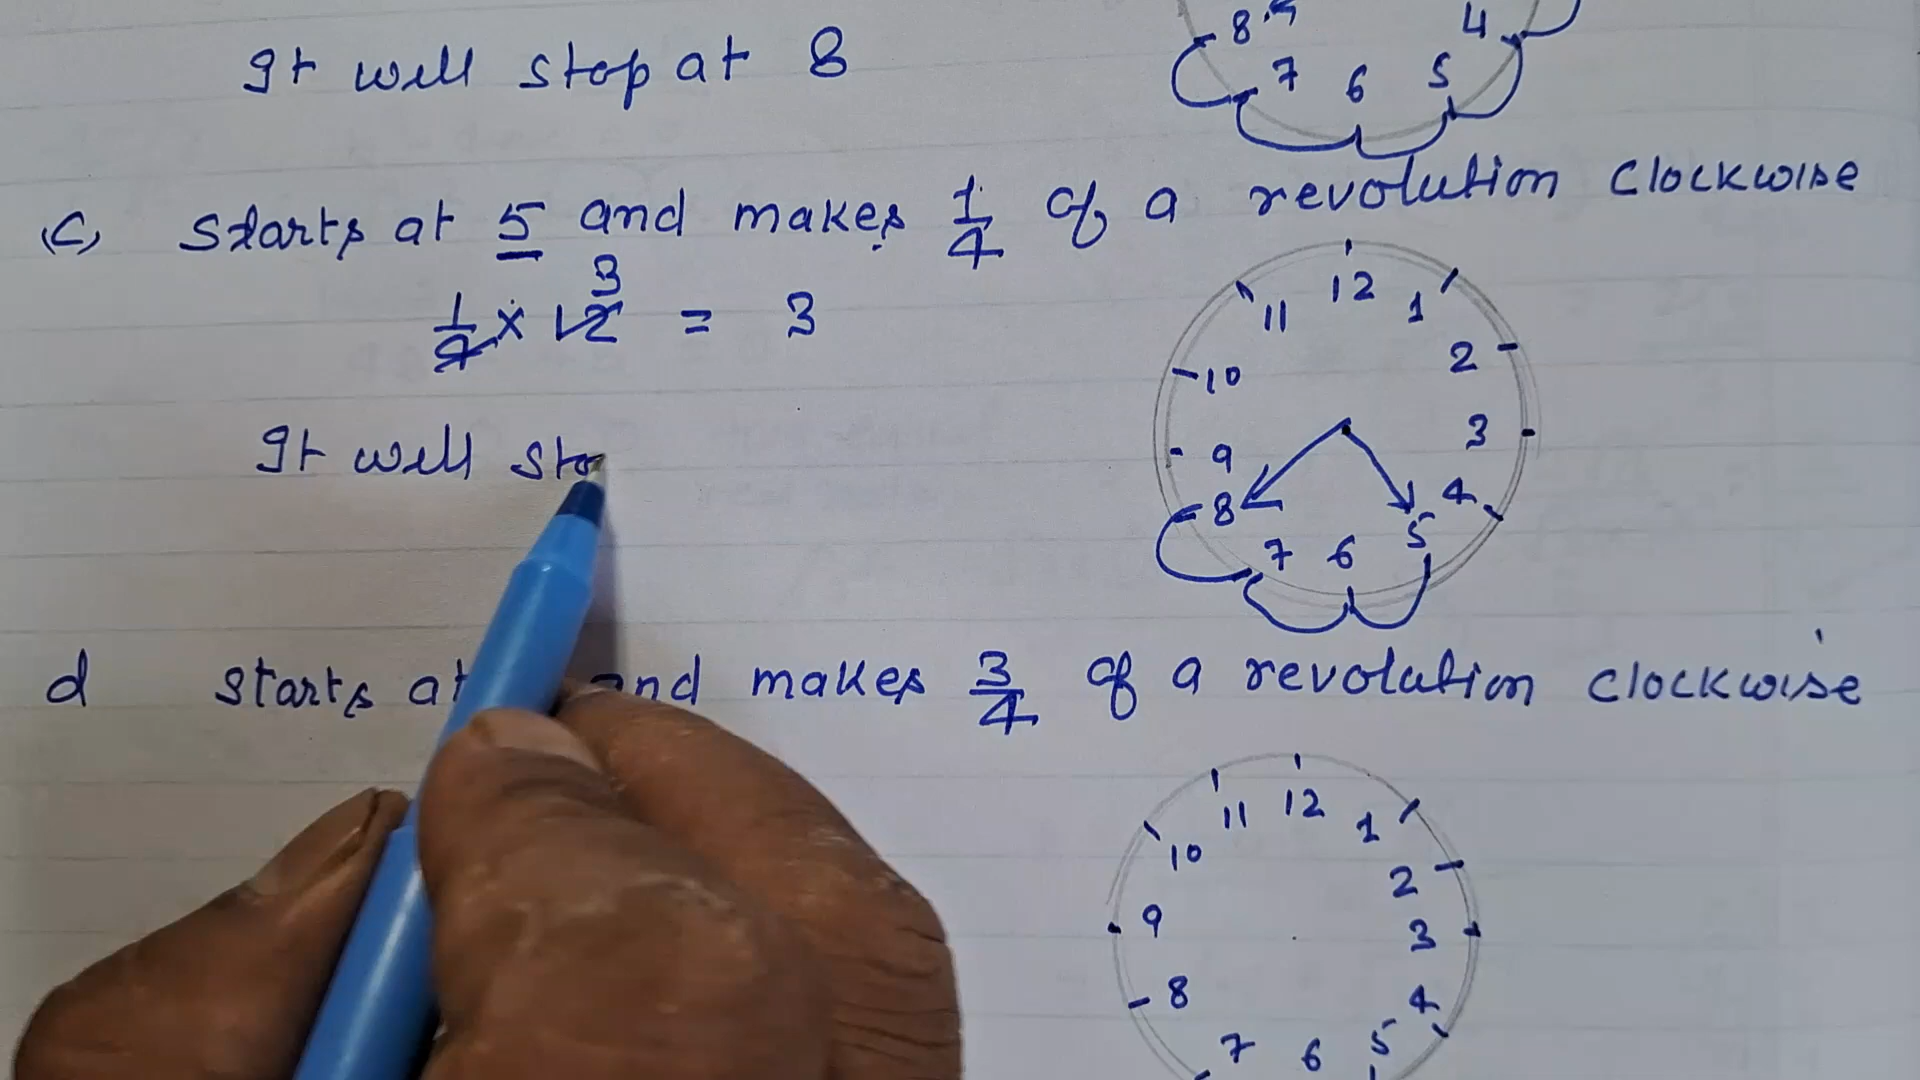 It will stop at 8
8 7 6 5 4
(C) Starts at 5 and makes 1/4 of a revolution clockwise
1/4 × 12 3 = 3
12 1 2 3 4 5 6 7 8 9 10 11
It will sto
d starts at and makes 3/4 of a revolution clockwise
12 1 2 3 4 5 6 7 8 9 10 11